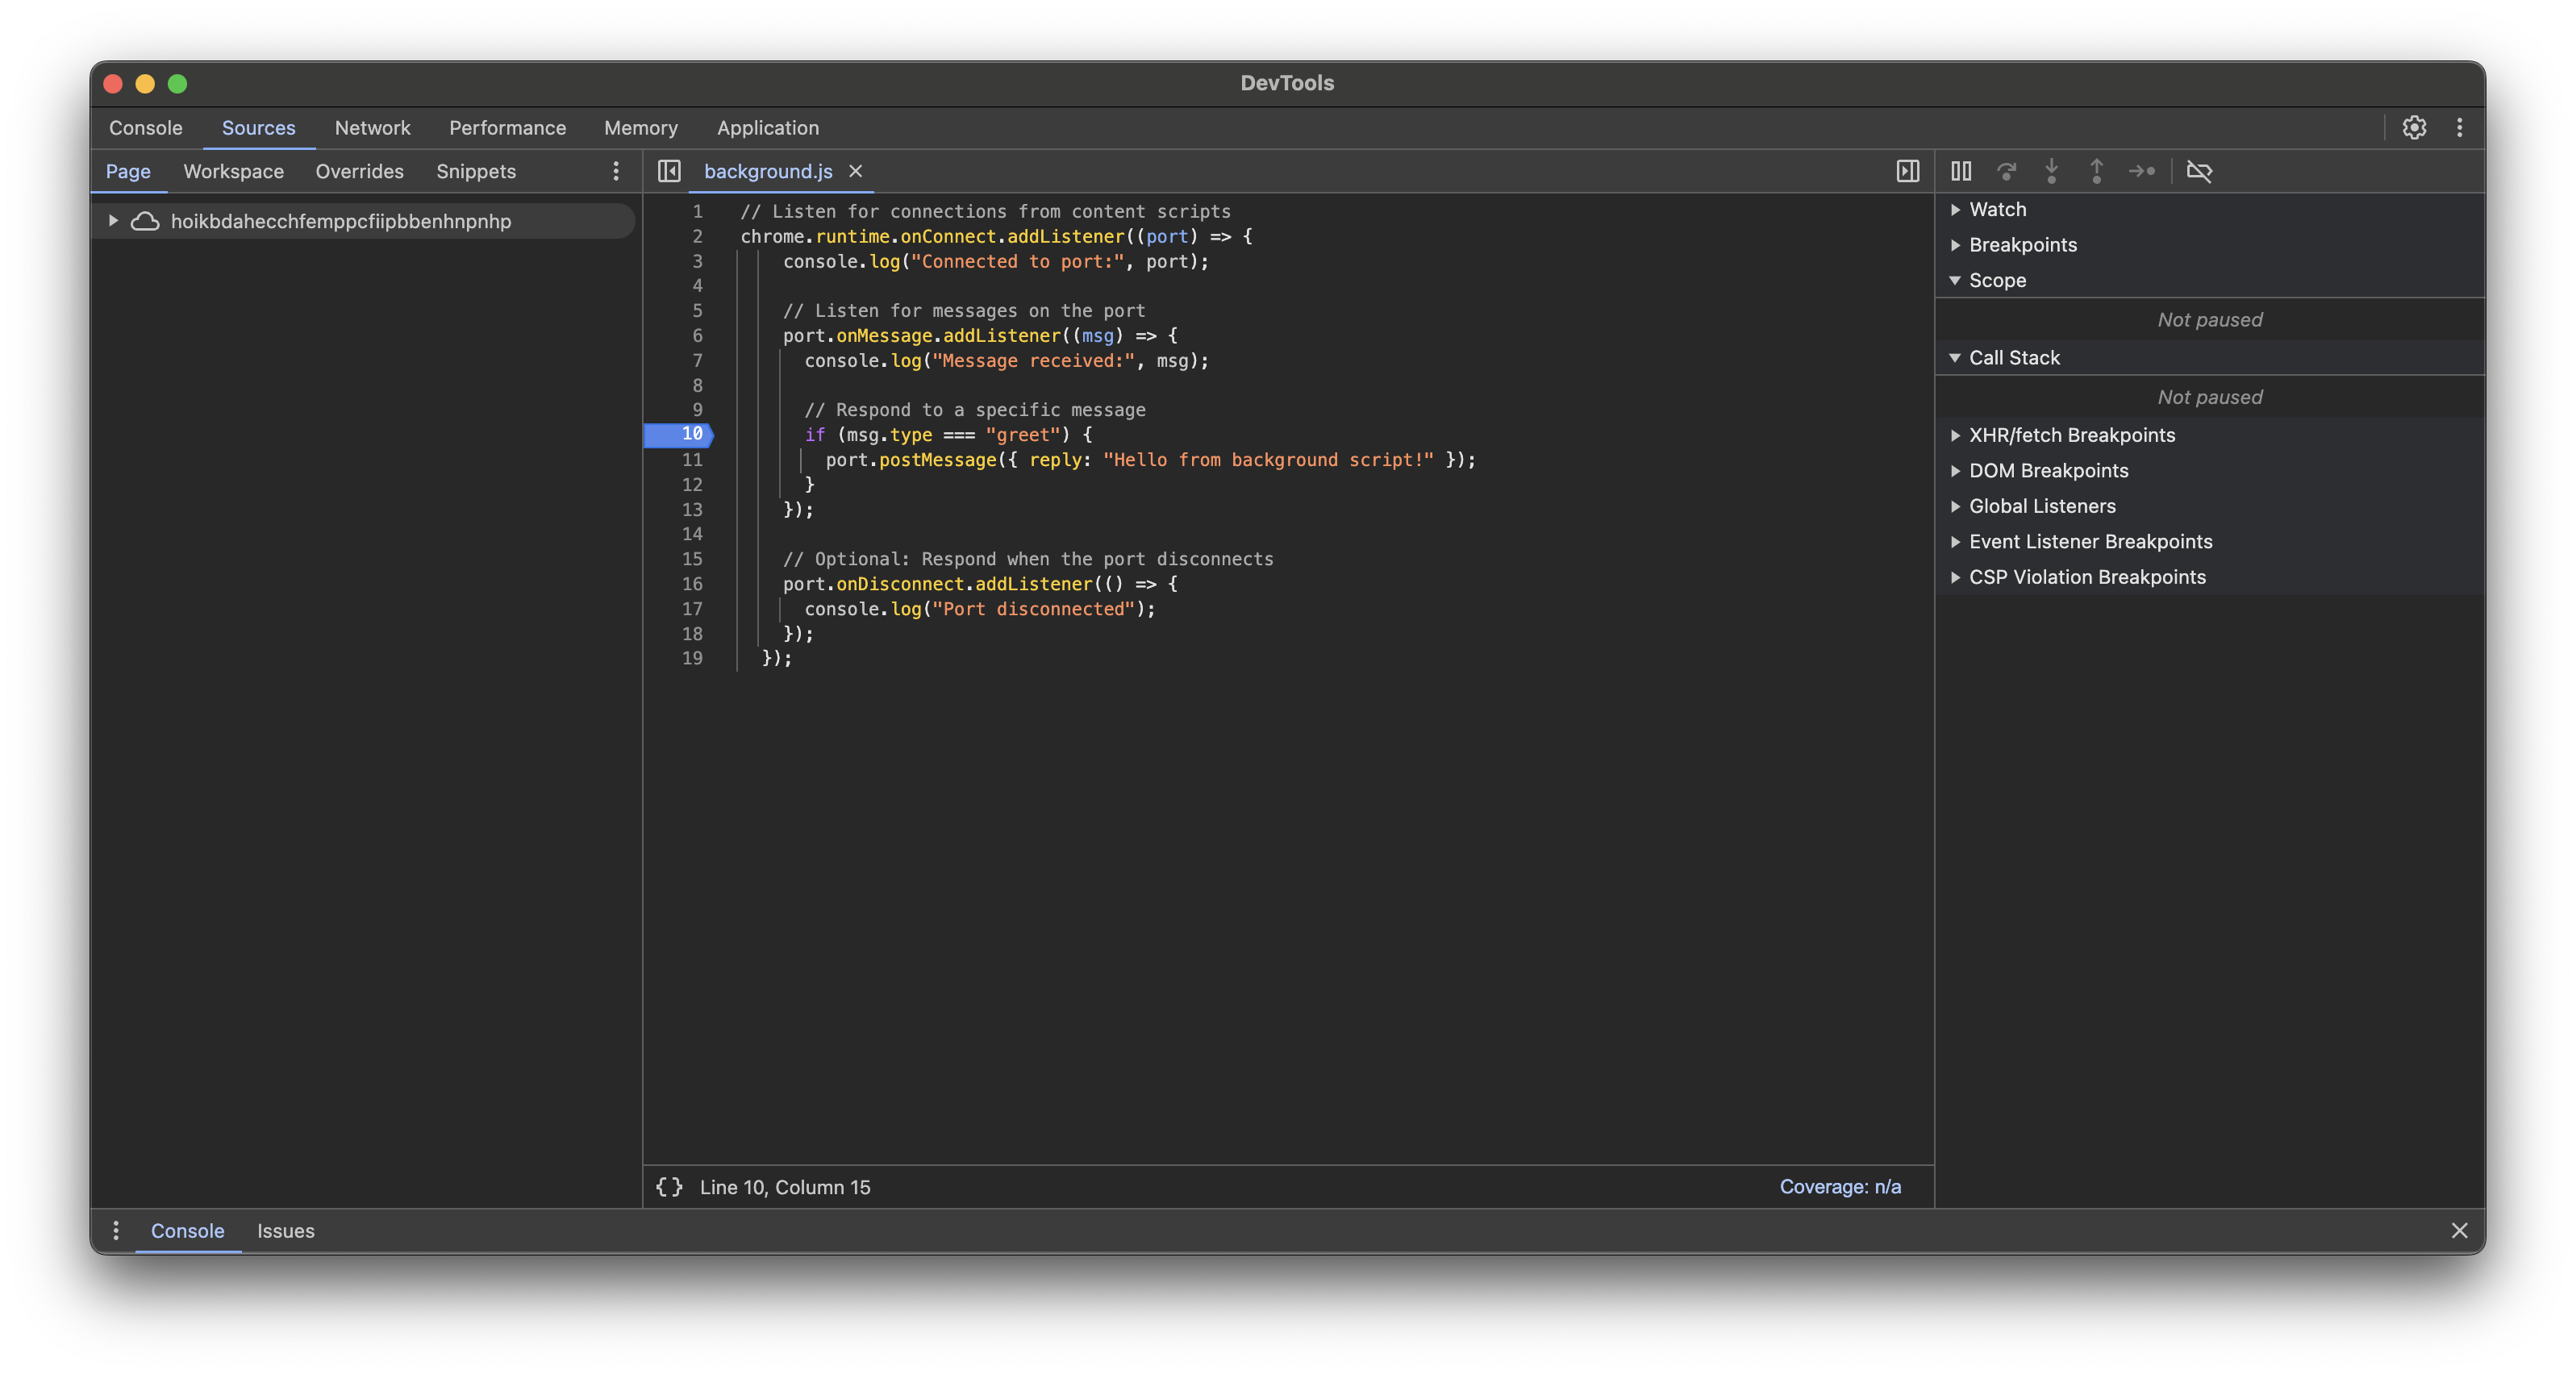 DevTools
Console Sources Network Performance Memory Application
Page Workspace Overrides Snippets
hoikbdahecchfemppcfiipbbenhnpnhp
background.js
1 // Listen for connections from content scripts
2 chrome.runtime.onConnect.addListener((port) => {
3 console.log("Connected to port:", port);
4
5 // Listen for messages on the port
6 port.onMessage.addListener((msg) => {
7 console.log("Message received:", msg);
8
9 // Respond to a specific message
10 if (msg.type === "greet") {
11 port.postMessage({ reply: "Hello from background script!" });
12 }
13 });
14
15 // Optional: Respond when the port disconnects
16 port.onDisconnect.addListener(() => {
17 console.log("Port disconnected");
18 });
19 });
{ } Line 10, Column 15 Coverage: n/a
Watch
Breakpoints
Scope
Not paused
Call Stack
Not paused
XHR/fetch Breakpoints
DOM Breakpoints
Global Listeners
Event Listener Breakpoints
CSP Violation Breakpoints
Console Issues